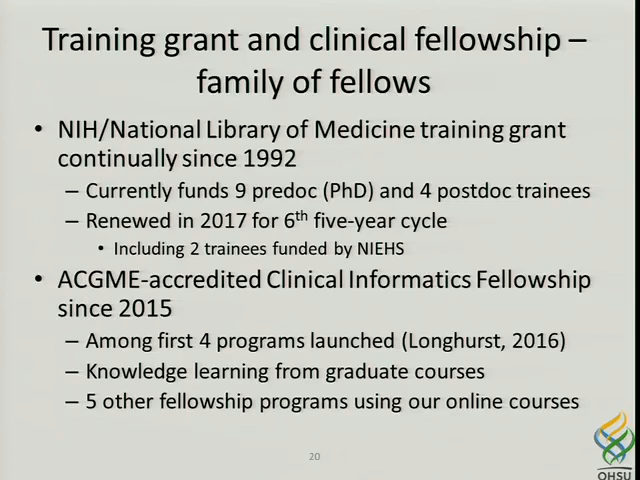 Training grant and clinical fellowship –
family of fellows
• NIH/National Library of Medicine training grant
continually since 1992
– Currently funds 9 predoc (PhD) and 4 postdoc trainees
– Renewed in 2017 for 6th five-year cycle
• Including 2 trainees funded by NIEHS
• ACGME-accredited Clinical Informatics Fellowship
since 2015
– Among first 4 programs launched (Longhurst, 2016)
– Knowledge learning from graduate courses
– 5 other fellowship programs using our online courses
20
OHSU